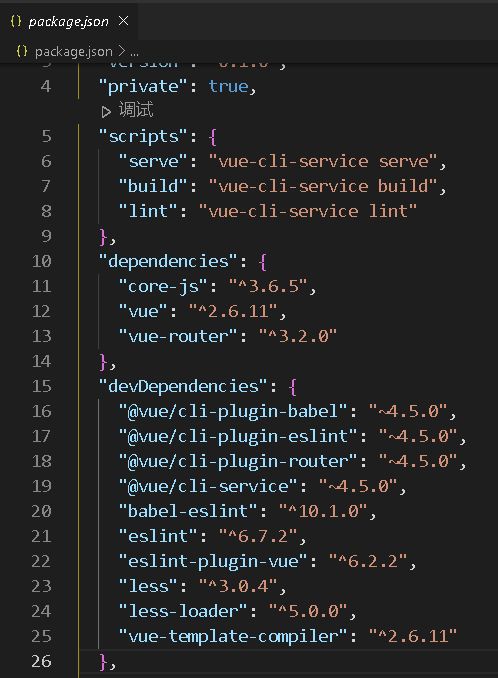 package.json
package.json > ...
3 "version": "0.1.0",
4 "private": true,
调试
5 "scripts": {
6 "serve": "vue-cli-service serve",
7 "build": "vue-cli-service build",
8 "lint": "vue-cli-service lint"
9 },
10 "dependencies": {
11 "core-js": "^3.6.5",
12 "vue": "^2.6.11",
13 "vue-router": "^3.2.0"
14 },
15 "devDependencies": {
16 "@vue/cli-plugin-babel": "~4.5.0",
17 "@vue/cli-plugin-eslint": "~4.5.0",
18 "@vue/cli-plugin-router": "~4.5.0",
19 "@vue/cli-service": "~4.5.0",
20 "babel-eslint": "^10.1.0",
21 "eslint": "^6.7.2",
22 "eslint-plugin-vue": "^6.2.2",
23 "less": "^3.0.4",
24 "less-loader": "^5.0.0",
25 "vue-template-compiler": "^2.6.11"
26 },